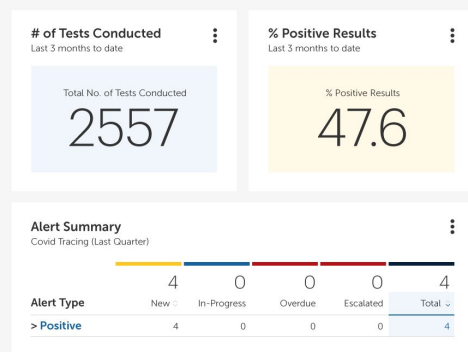 # of Tests Conducted
Last 3 months to date
Total No. of Tests Conducted
2557
% Positive Results
Last 3 months to date
% Positive Results
47.6
Alert Summary
Covid Tracing (Last Quarter)
4 0 0 0 4
Alert Type New In-Progress Overdue Escalated Total
> Positive 4 0 0 0 4